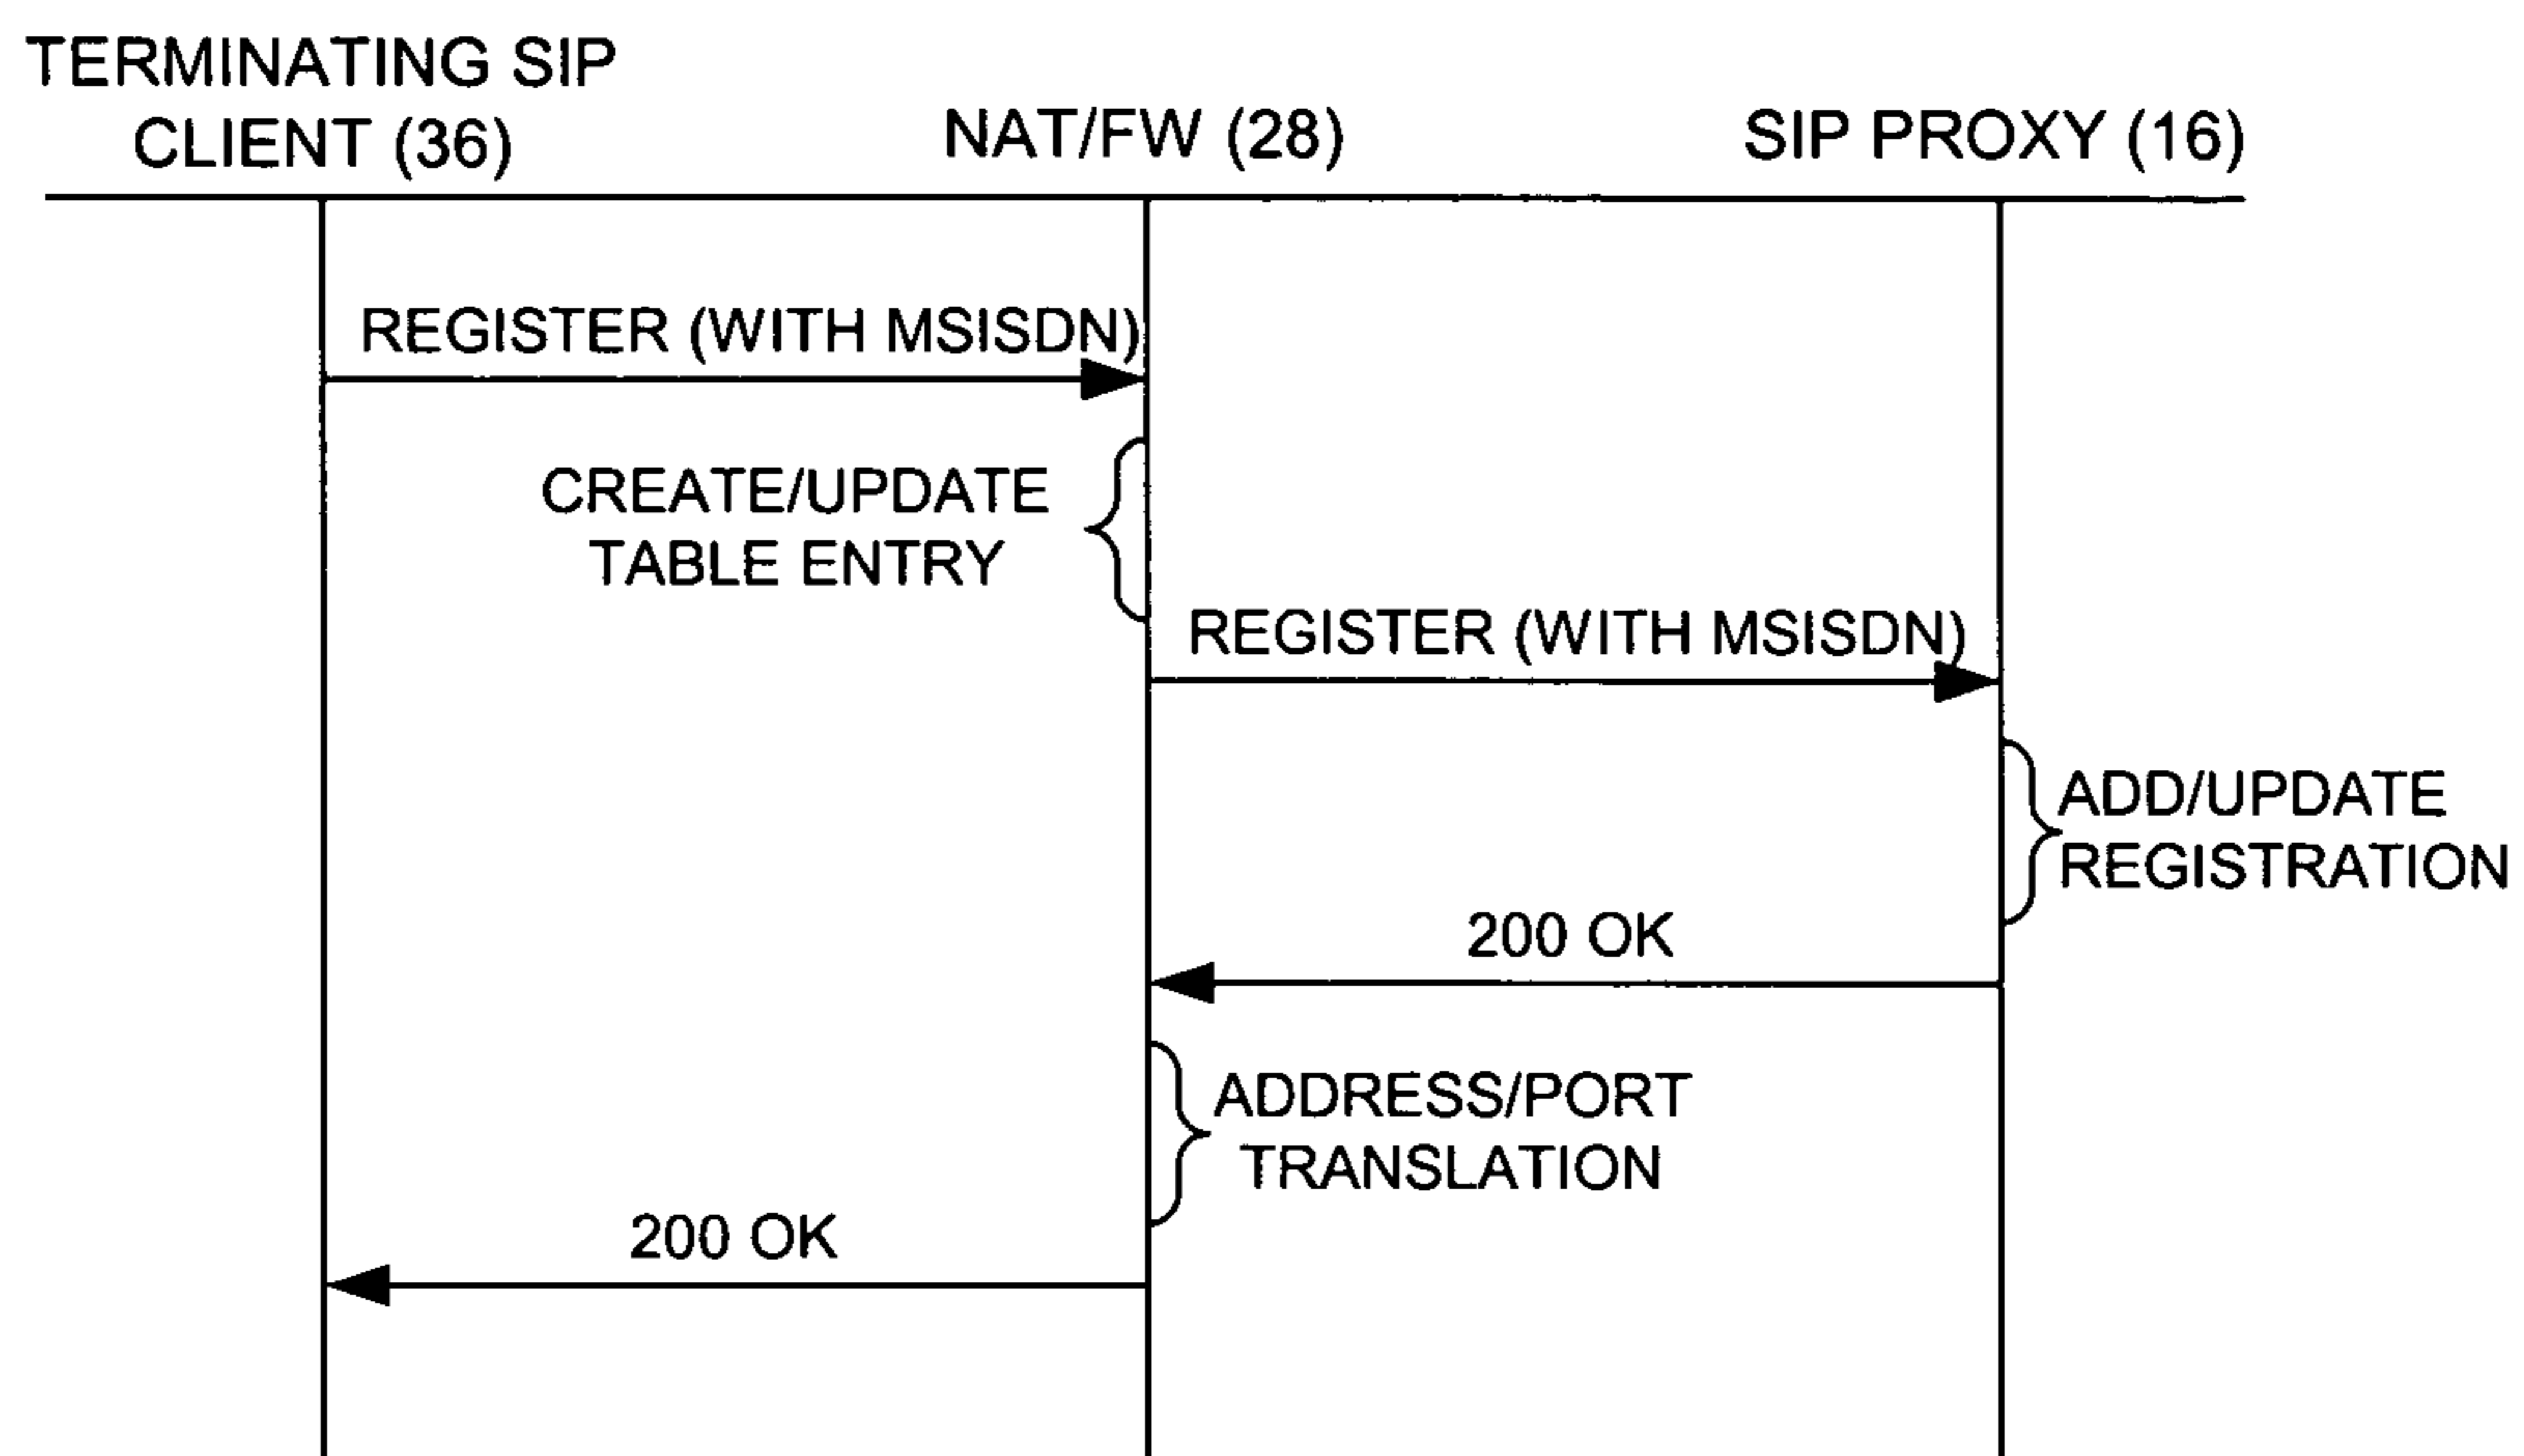 TERMINATING SIP
CLIENT (36)
NAT/FW (28)
SIP PROXY (16)
REGISTER (WITH MSISDN)
CREATE/UPDATE
TABLE ENTRY
REGISTER (WITH MSISDN)
ADD/UPDATE
REGISTRATION
200 OK
ADDRESS/PORT
TRANSLATION
200 OK